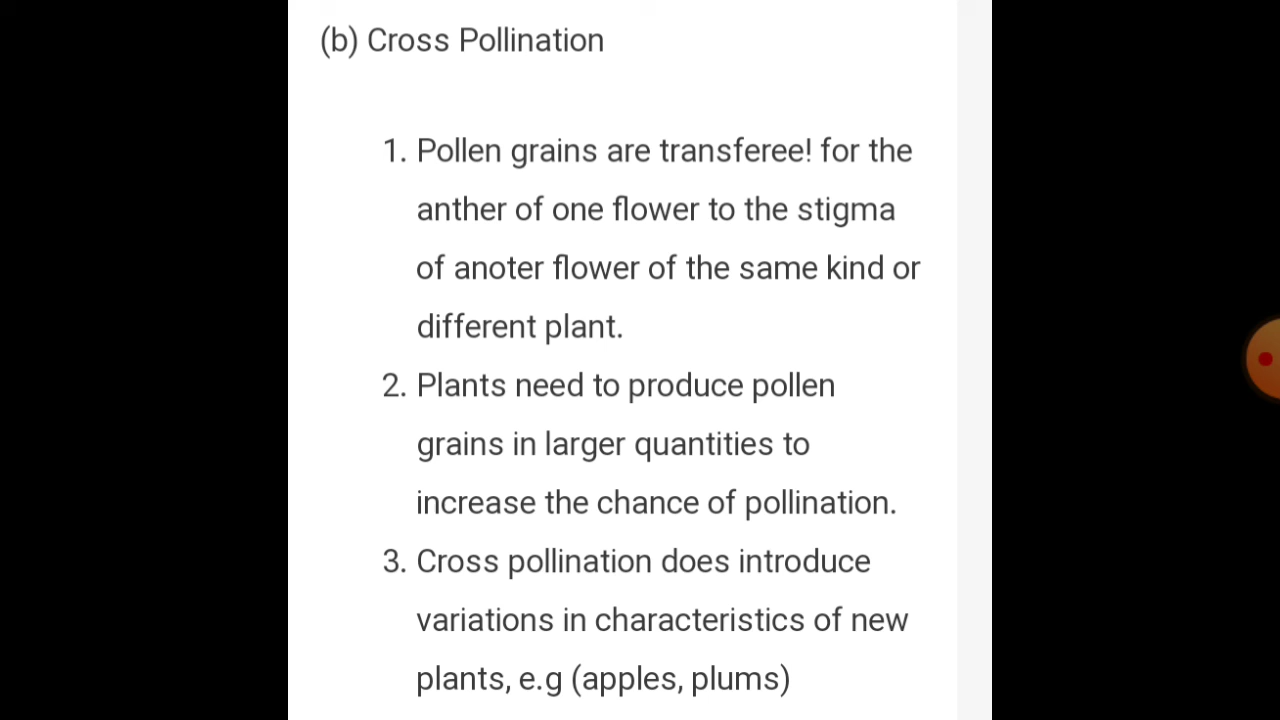 (b) Cross Pollination
1. Pollen grains are transferee! for the
anther of one flower to the stigma
of anoter flower of the same kind or
different plant.
2. Plants need to produce pollen
grains in larger quantities to
increase the chance of pollination.
3. Cross pollination does introduce
variations in characteristics of new
plants, e.g (apples, plums)